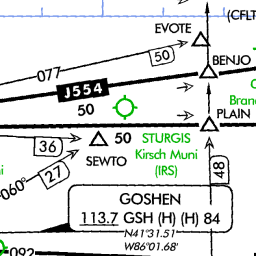 (CFLT
EVOTE
BENJO
50
077
J554
50
PLAIN
Bran
STURGIS
Kirsch Muni
(IRS)
50
SEWTO
36
27
060°
48
GOSHEN
113.7 GSH (H) (H) 84
N41°31.51
W86°01.68'
092